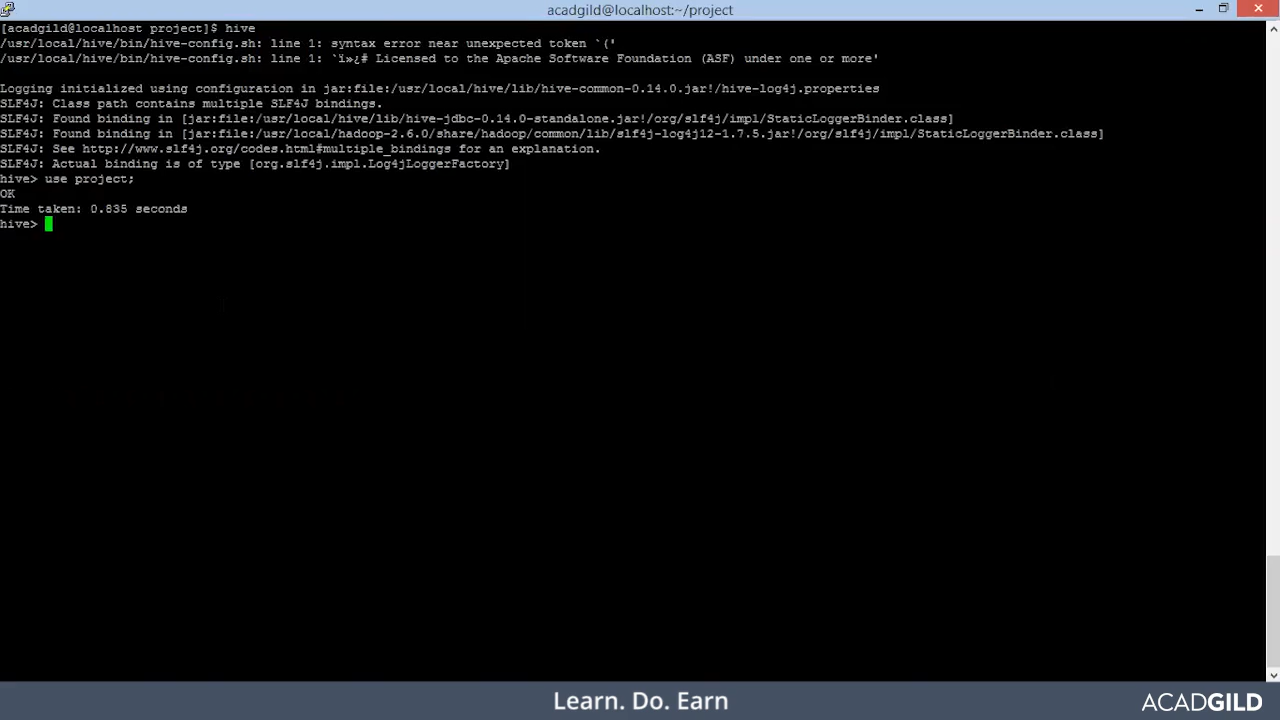 acadgild@localhost:~/project
[acadgild@localhost project]$ hive
/usr/local/hive/bin/hive-config.sh: line 1: syntax error near unexpected token `('
/usr/local/hive/bin/hive-config.sh: line 1: `ï»¿# Licensed to the Apache Software Foundation (ASF) under one or more'
Logging initialized using configuration in jar:file:/usr/local/hive/lib/hive-common-0.14.0.jar!/hive-log4j.properties
SLF4J: Class path contains multiple SLF4J bindings.
SLF4J: Found binding in [jar:file:/usr/local/hive/lib/hive-jdbc-0.14.0-standalone.jar!/org/slf4j/impl/StaticLoggerBinder.class]
SLF4J: Found binding in [jar:file:/usr/local/hadoop-2.6.0/share/hadoop/common/lib/slf4j-log4j12-1.7.5.jar!/org/slf4j/impl/StaticLoggerBinder.class]
SLF4J: See http://www.slf4j.org/codes.html#multiple_bindings for an explanation.
SLF4J: Actual binding is of type [org.slf4j.impl.Log4jLoggerFactory]
hive> use project;
OK
Time taken: 0.835 seconds
hive>
Learn. Do. Earn
ACADGILD